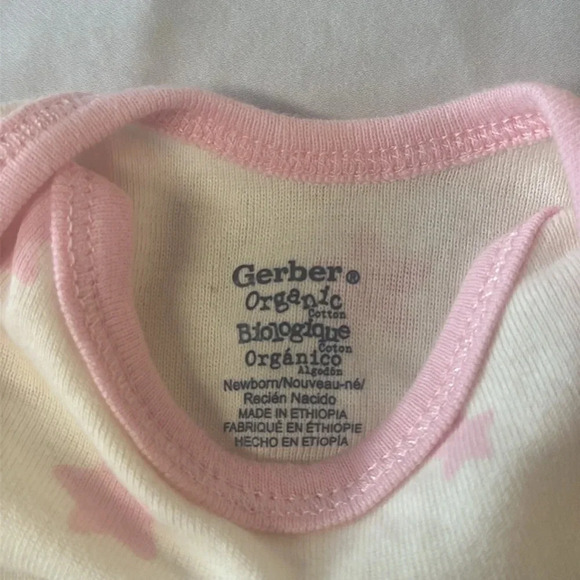 Gerber®
Organic
Cotton
Biologique
Coton
Orgánico
Algodón
Newborn/Nouveau-né/
Recién Nacido
MADE IN ETHIOPIA
FABRIQUÉ EN ÉTHIOPIE
HECHO EN ETIOPÍA